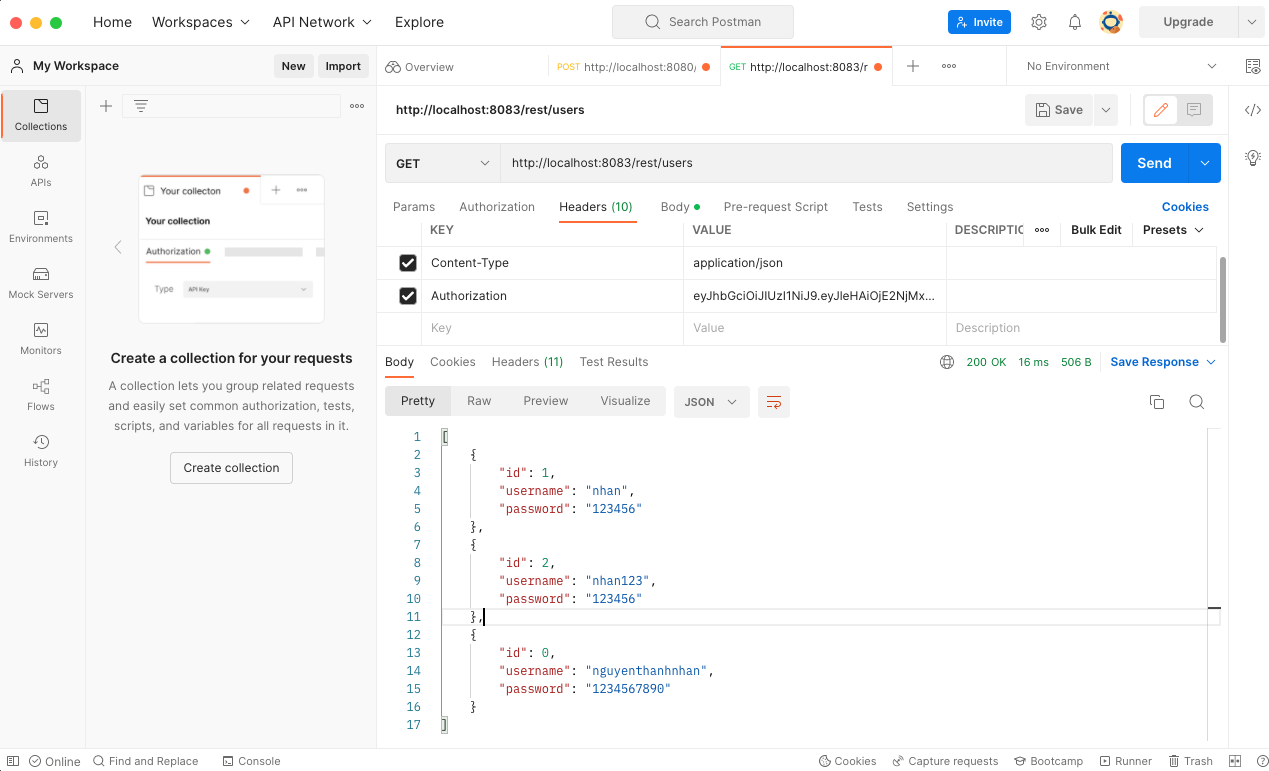 Home Workspaces API Network Explore Search Postman Invite Upgrade
My Workspace New Import Overview POST http://localhost:8080/ GET http://localhost:8083/r No Environment
Collections
APIs
Environments
Mock Servers
Monitors
Flows
History
Your collecton
Your collection
Authorization
Type API Key
Create a collection for your requests
A collection lets you group related requests
and easily set common authorization, tests,
scripts, and variables for all requests in it.
Create collection
http://localhost:8083/rest/users Save
GET http://localhost:8083/rest/users Send
Params Authorization Headers (10) Body Pre-request Script Tests Settings Cookies
KEY VALUE DESCRIPTIC Bulk Edit Presets
Content-Type application/json
Authorization eyJhbGciOiJIUzI1NiJ9.eyJleHAiOjE2NjMx...
Key Value Description
Body Cookies Headers (11) Test Results 200 OK 16 ms 506 B Save Response
Pretty Raw Preview Visualize JSON
1 [
2 {
3 "id": 1,
4 "username": "nhan",
5 "password": "123456"
6 },
7 {
8 "id": 2,
9 "username": "nhan123",
10 "password": "123456"
11 },
12 {
13 "id": 0,
14 "username": "nguyenthanhnhan",
15 "password": "1234567890"
16 }
17 ]
Online Find and Replace Console Cookies Capture requests Bootcamp Runner Trash